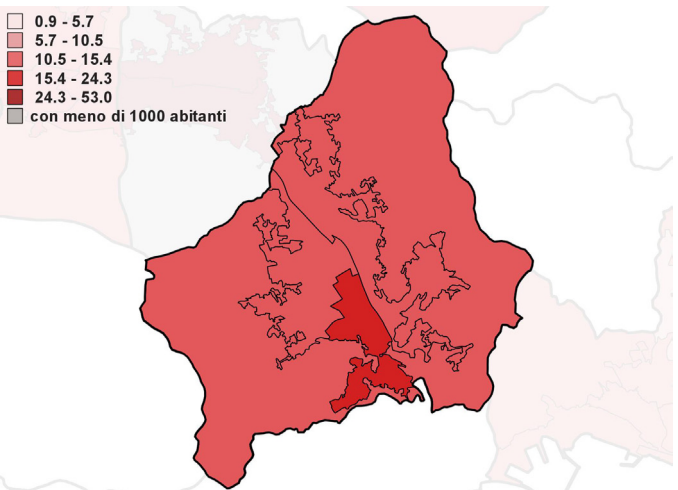 0.9 - 5.7
5.7 - 10.5
10.5 - 15.4
15.4 - 24.3
24.3 - 53.0
con meno di 1000 abitanti